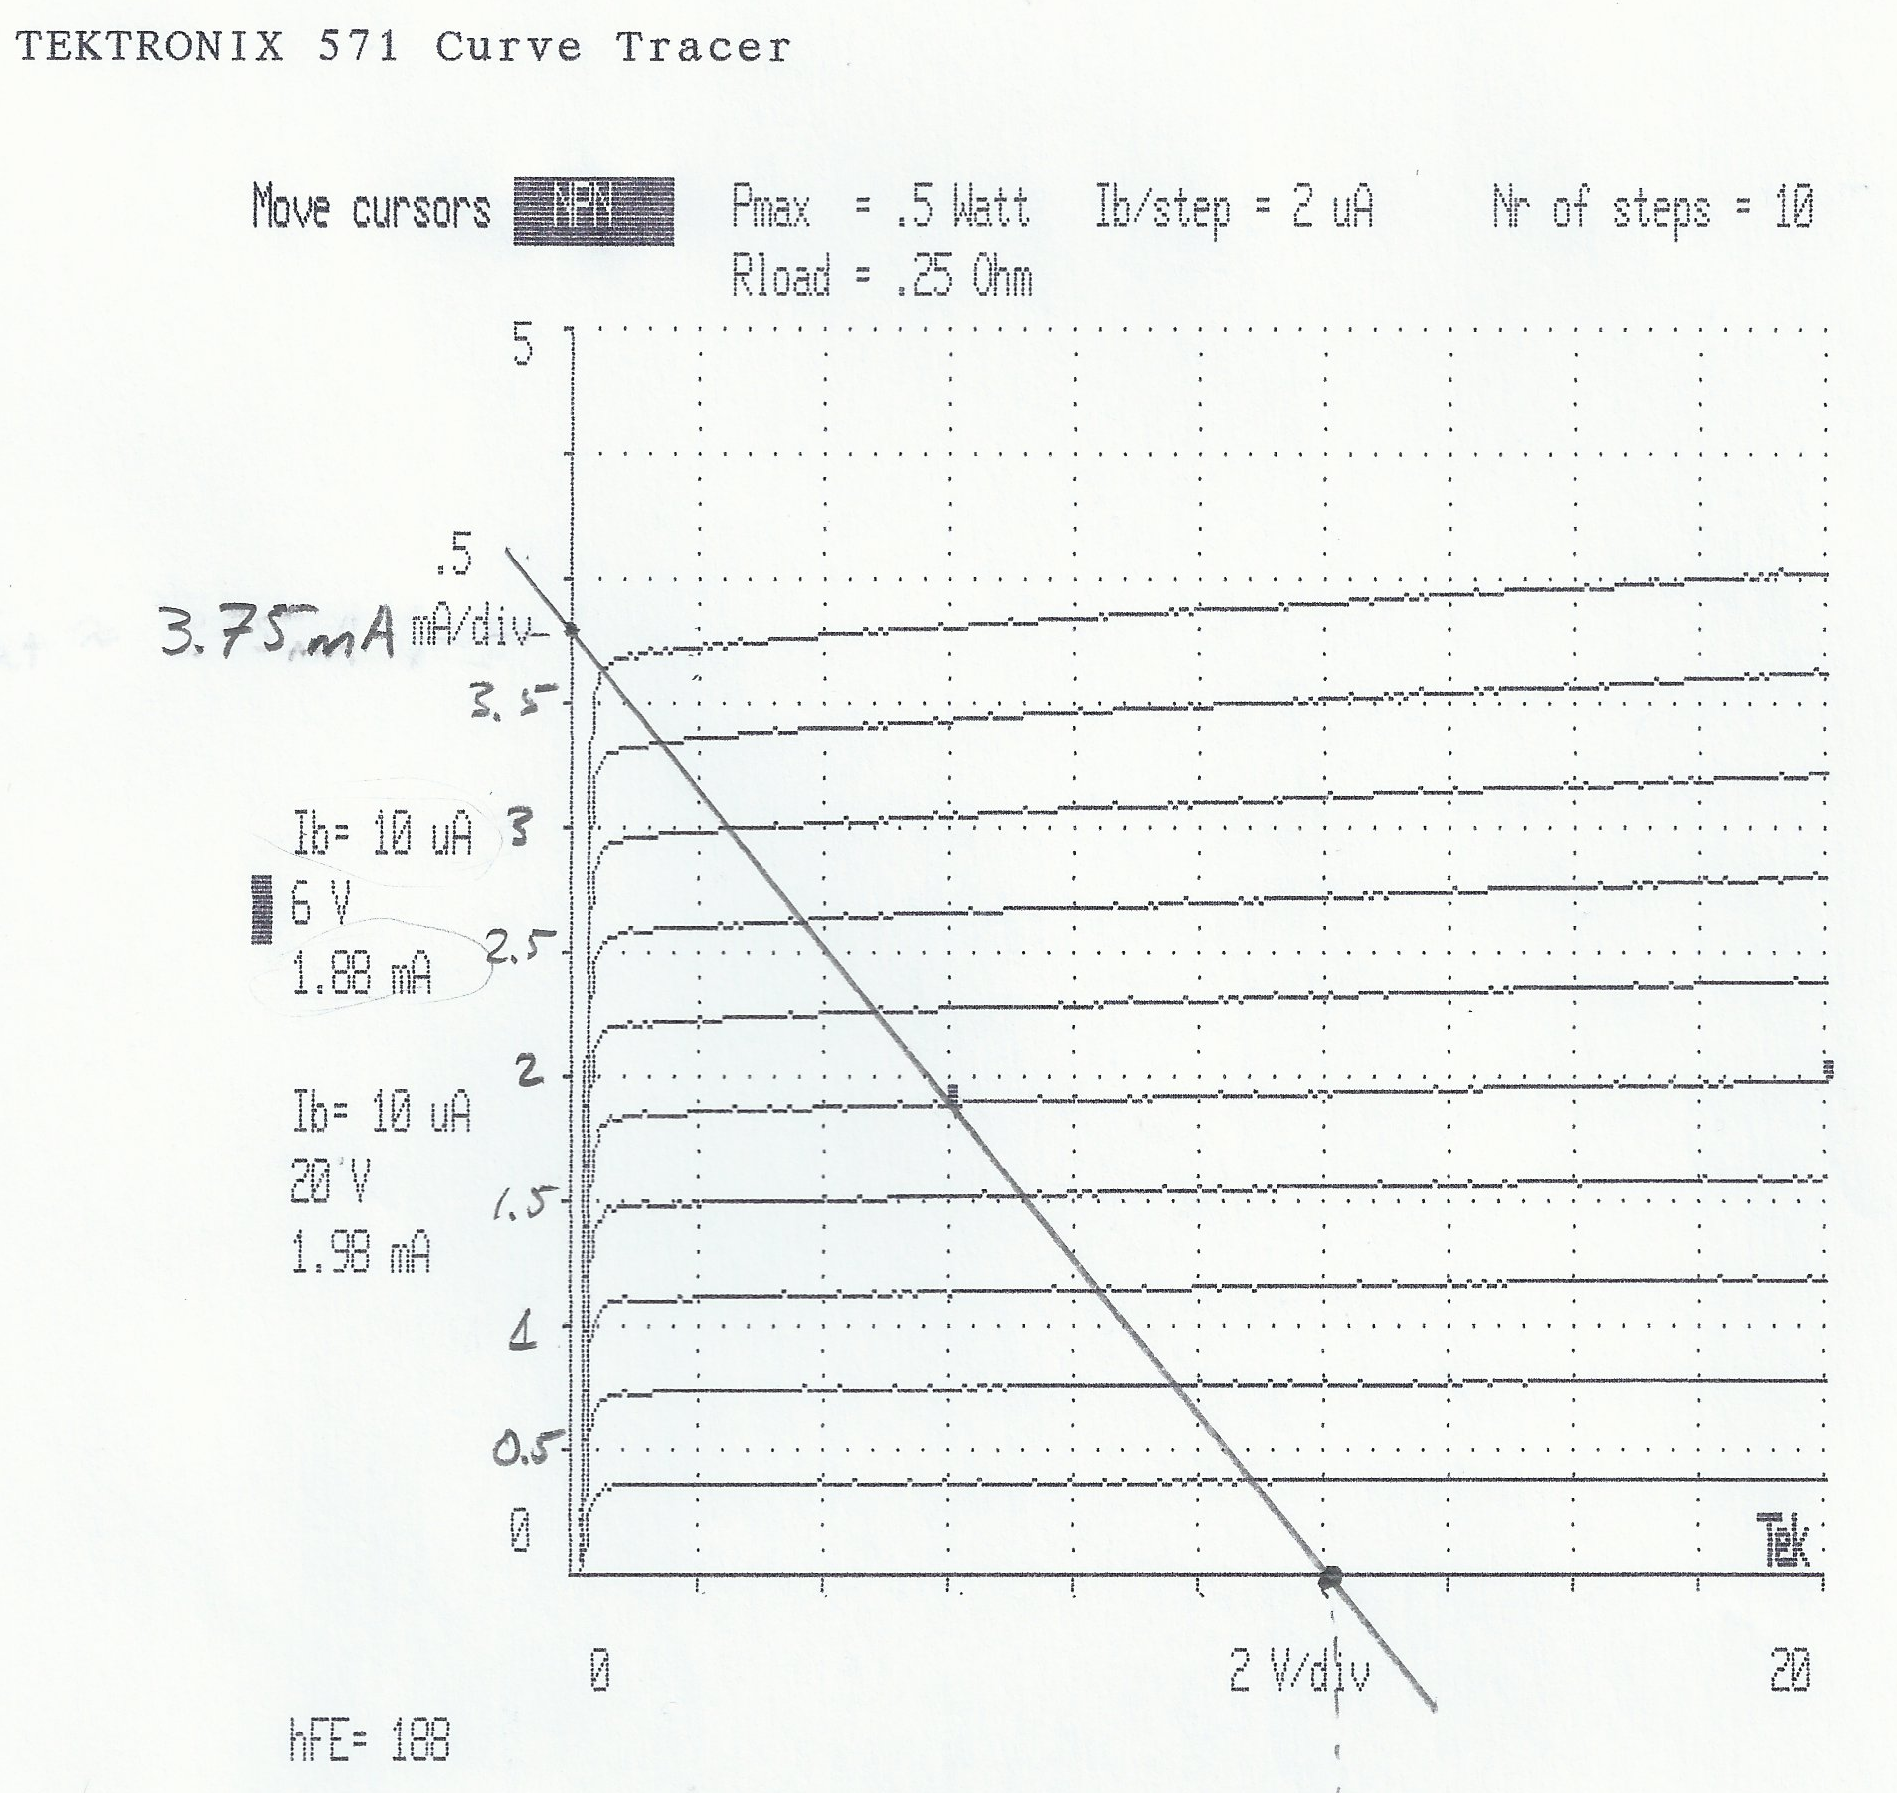 TEKTRONIX 571 Curve Tracer
Move cursors NPN Pmax = .5 Watt Ib/step = 2 uA Nr of steps = 10
Rload = .25 Ohm
5
.5
3.75mA mA/div
3.5
Ib= 10 uA 3
6 V
2.5
1.88 mA
2
Ib= 10 uA
20 V
1.5
1.98 mA
1
0.5
0
Tek
0 2 V/div 20
hFE= 188